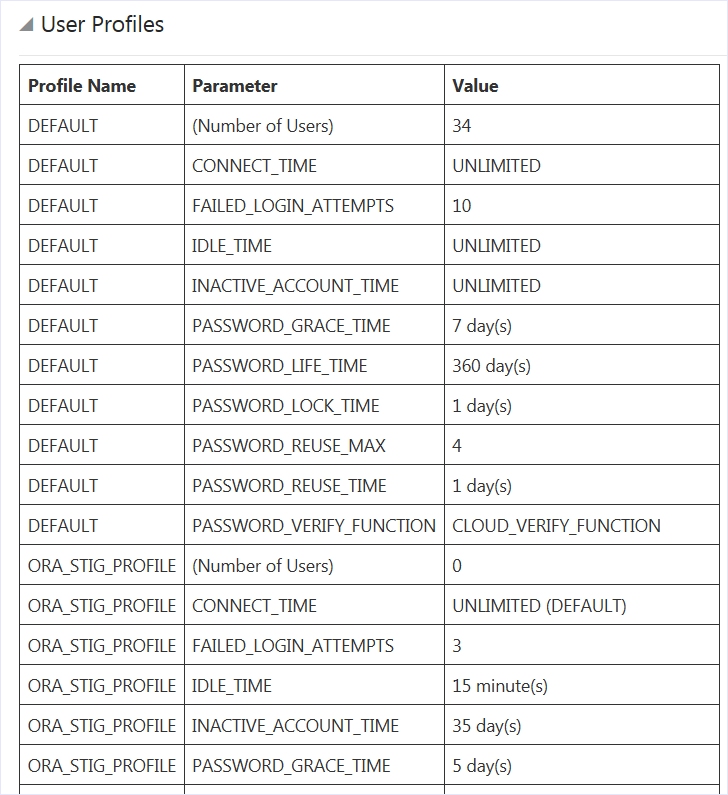 User Profiles
Profile Name Parameter Value
DEFAULT (Number of Users) 34
DEFAULT CONNECT_TIME UNLIMITED
DEFAULT FAILED_LOGIN_ATTEMPTS 10
DEFAULT IDLE_TIME UNLIMITED
DEFAULT INACTIVE_ACCOUNT_TIME UNLIMITED
DEFAULT PASSWORD_GRACE_TIME 7 day(s)
DEFAULT PASSWORD_LIFE_TIME 360 day(s)
DEFAULT PASSWORD_LOCK_TIME 1 day(s)
DEFAULT PASSWORD_REUSE_MAX 4
DEFAULT PASSWORD_REUSE_TIME 1 day(s)
DEFAULT PASSWORD_VERIFY_FUNCTION CLOUD_VERIFY_FUNCTION
ORA_STIG_PROFILE (Number of Users) 0
ORA_STIG_PROFILE CONNECT_TIME UNLIMITED (DEFAULT)
ORA_STIG_PROFILE FAILED_LOGIN_ATTEMPTS 3
ORA_STIG_PROFILE IDLE_TIME 15 minute(s)
ORA_STIG_PROFILE INACTIVE_ACCOUNT_TIME 35 day(s)
ORA_STIG_PROFILE PASSWORD_GRACE_TIME 5 day(s)